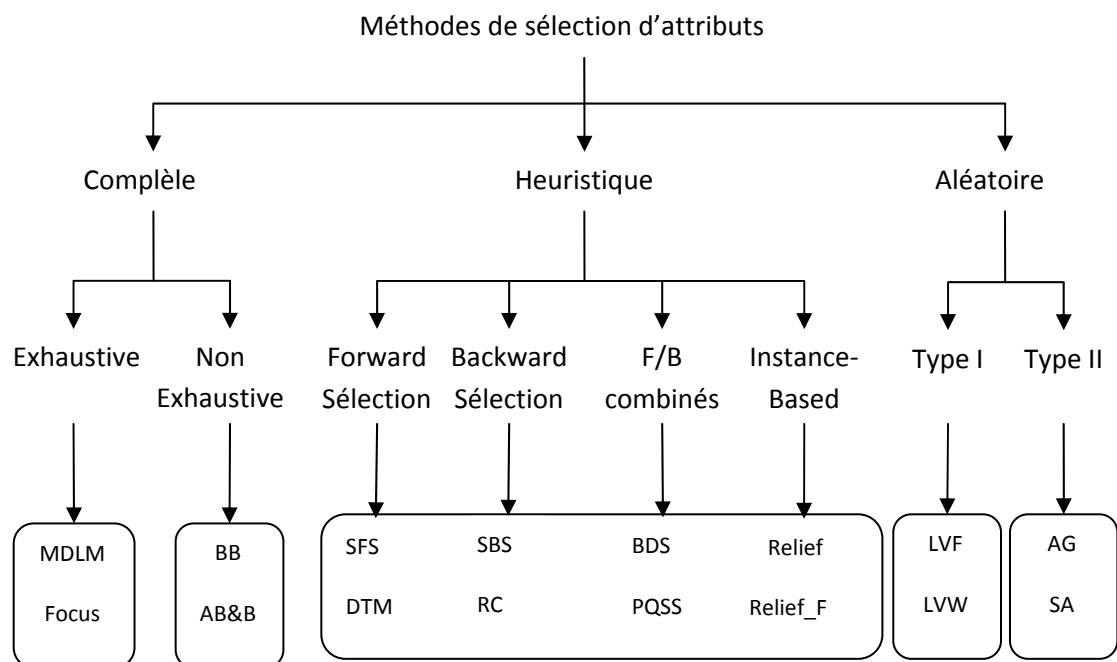 Méthodes de sélection d’attributs
Complèle Heuristique Aléatoire
Exhaustive Non Forward Backward F/B Instance- Type I Type II
Exhaustive Sélection Sélection combinés Based
MDLM BB SFS SBS BDS Relief LVF AG
Focus AB&B DTM RC PQSS Relief_F LVW SA